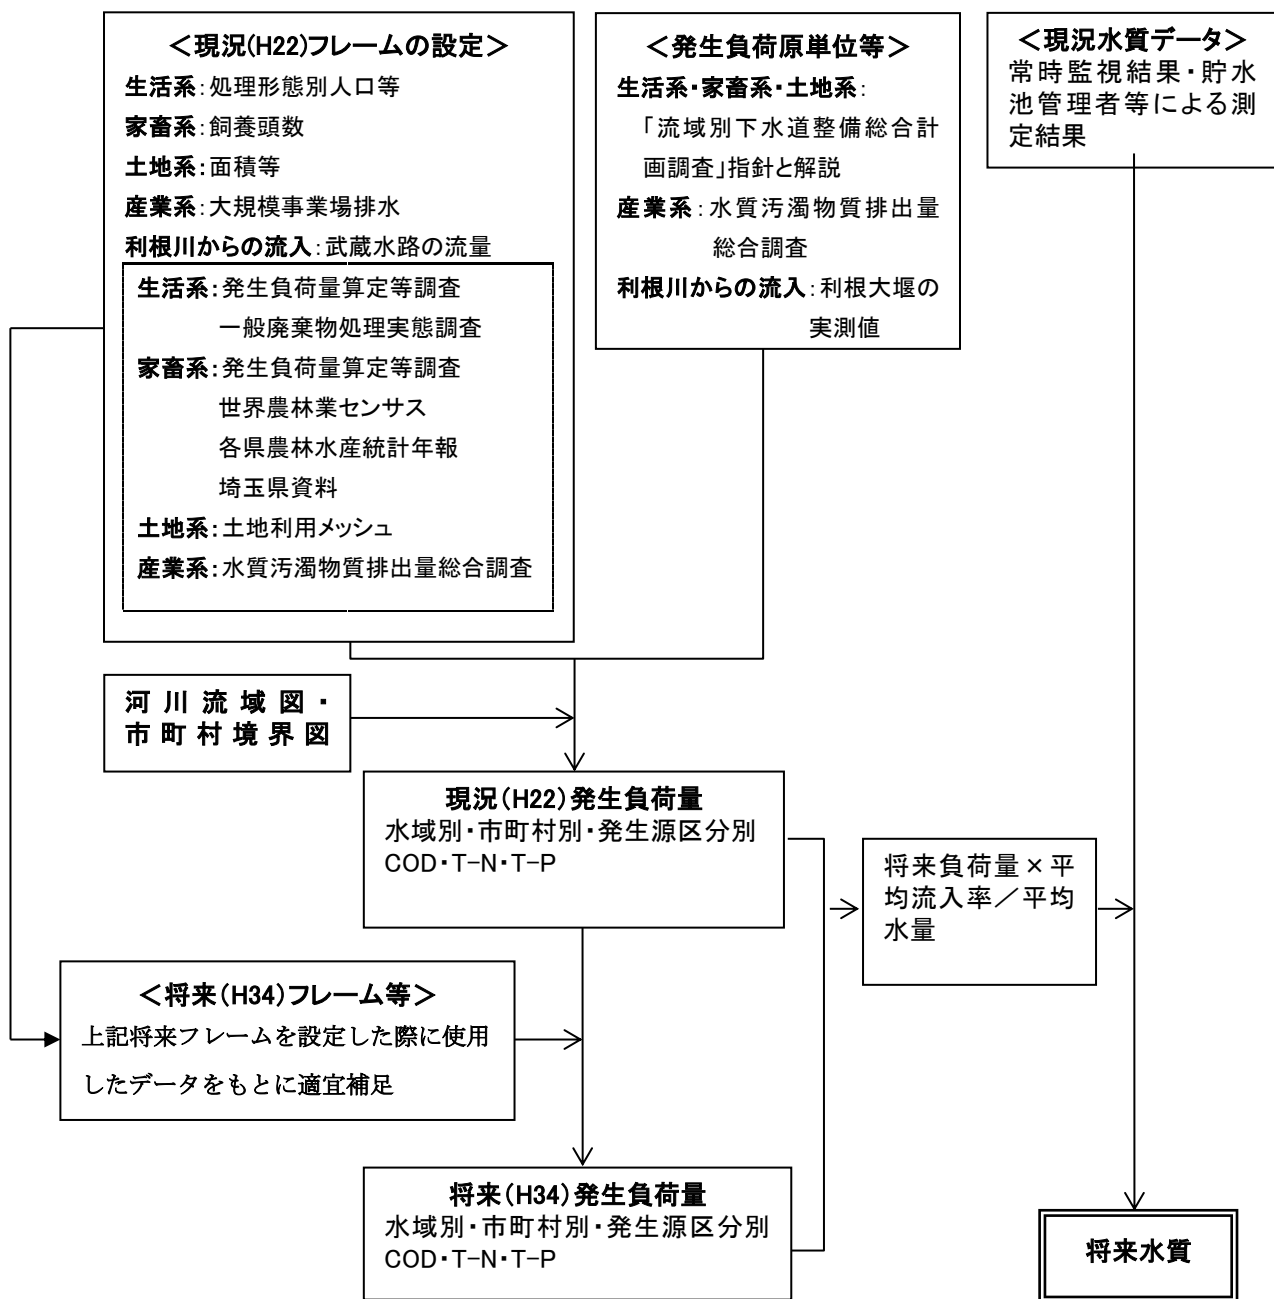 ＜現況(H22)フレームの設定＞
生活系：処理形態別人口等
家畜系：飼養頭数
土地系：面積等
産業系：大規模事業場排水
利根川からの流入：武蔵水路の流量
生活系：発生負荷量算定等調査
一般廃棄物処理実態調査
家畜系：発生負荷量算定等調査
世界農林業センサス
各県農林水産統計年報
埼玉県資料
土地系：土地利用メッシュ
産業系：水質汚濁物質排出量総合調査
＜発生負荷原単位等＞
生活系・家畜系・土地系：
「流域別下水道整備総合計
画調査」指針と解説
産業系：水質汚濁物質排出量
総合調査
利根川からの流入：利根大堰の
実測値
＜現況水質データ＞
常時監視結果・貯水
池管理者等による測
定結果
河川流域図・
市町村境界図
現況（H22）発生負荷量
水域別・市町村別・発生源区分別
COD・T-N・T-P
将来負荷量×平
均流入率／平均
水量
＜将来（H34）フレーム等＞
上記将来フレームを設定した際に使用
したデータをもとに適宜補足
将来（H34）発生負荷量
水域別・市町村別・発生源区分別
COD・T-N・T-P
将来水質